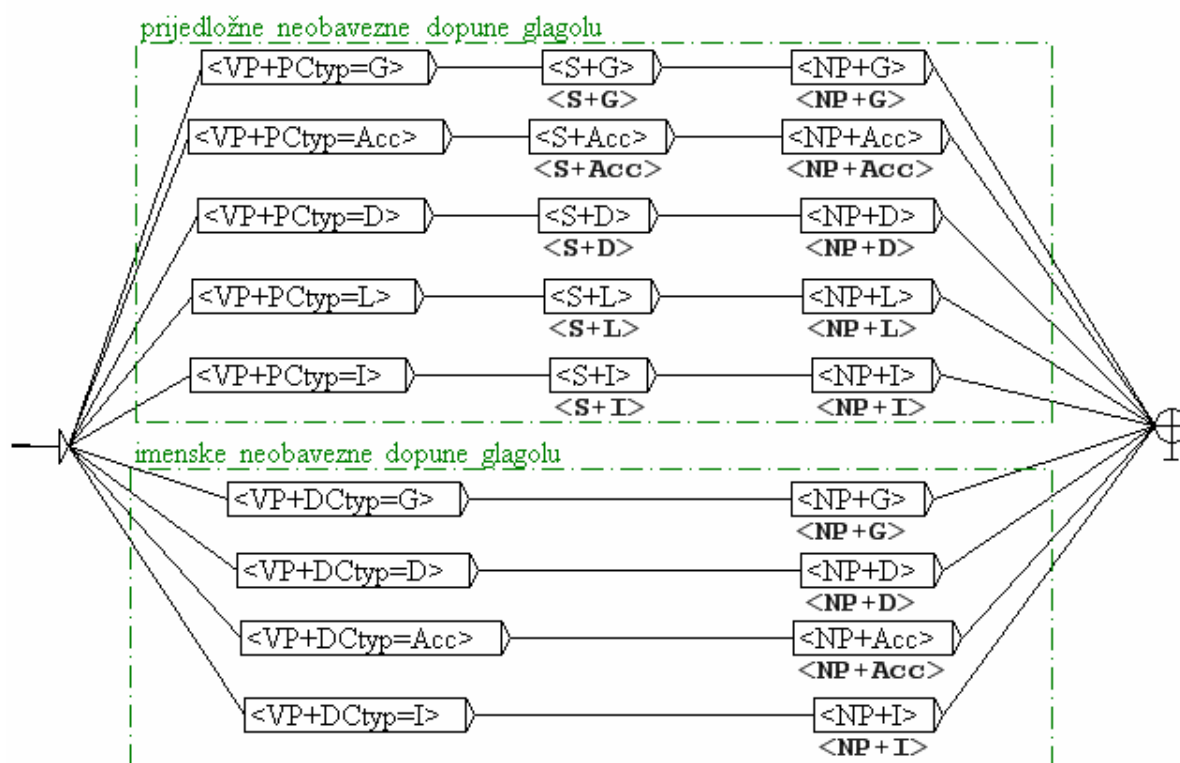 prijedložne neobavezne dopune glagolu
<VP+PCtyp=G> <S+G> <NP+G>
<S+G> <NP+G>
<VP+PCtyp=Acc> <S+Acc> <NP+Acc>
<S+Acc> <NP+Acc>
<VP+PCtyp=D> <S+D> <NP+D>
<S+D> <NP+D>
<VP+PCtyp=L> <S+L> <NP+L>
<S+L> <NP+L>
<VP+PCtyp=I> <S+I> <NP+I>
<S+I> <NP+I>
imenske neobavezne dopune glagolu
<VP+DCtyp=G> <NP+G>
<NP+G>
<VP+DCtyp=D> <NP+D>
<NP+D>
<VP+DCtyp=Acc> <NP+Acc>
<NP+Acc>
<VP+DCtyp=I> <NP+I>
<NP+I>